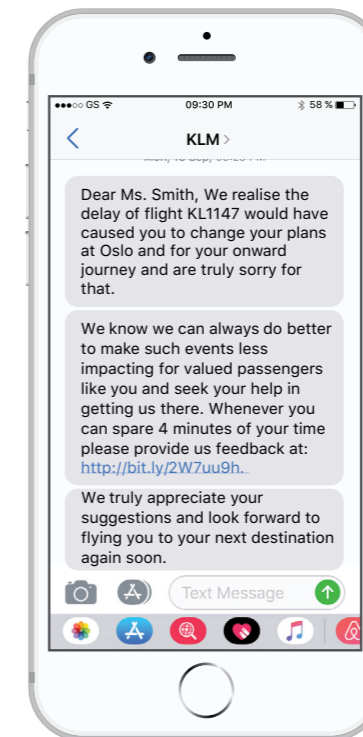 GS 09:30 PM 58 %
KLM >
Dear Ms. Smith, We realise the
delay of flight KL1147 would have
caused you to change your plans
at Oslo and for your onward
journey and are truly sorry for
that.
We know we can always do better
to make such events less
impacting for valued passengers
like you and seek your help in
getting us there. Whenever you
can spare 4 minutes of your time
please provide us feedback at:
http://bit.ly/2W7uu9h.
We truly appreciate your
suggestions and look forward to
flying you to your next destination
again soon.
Text Message